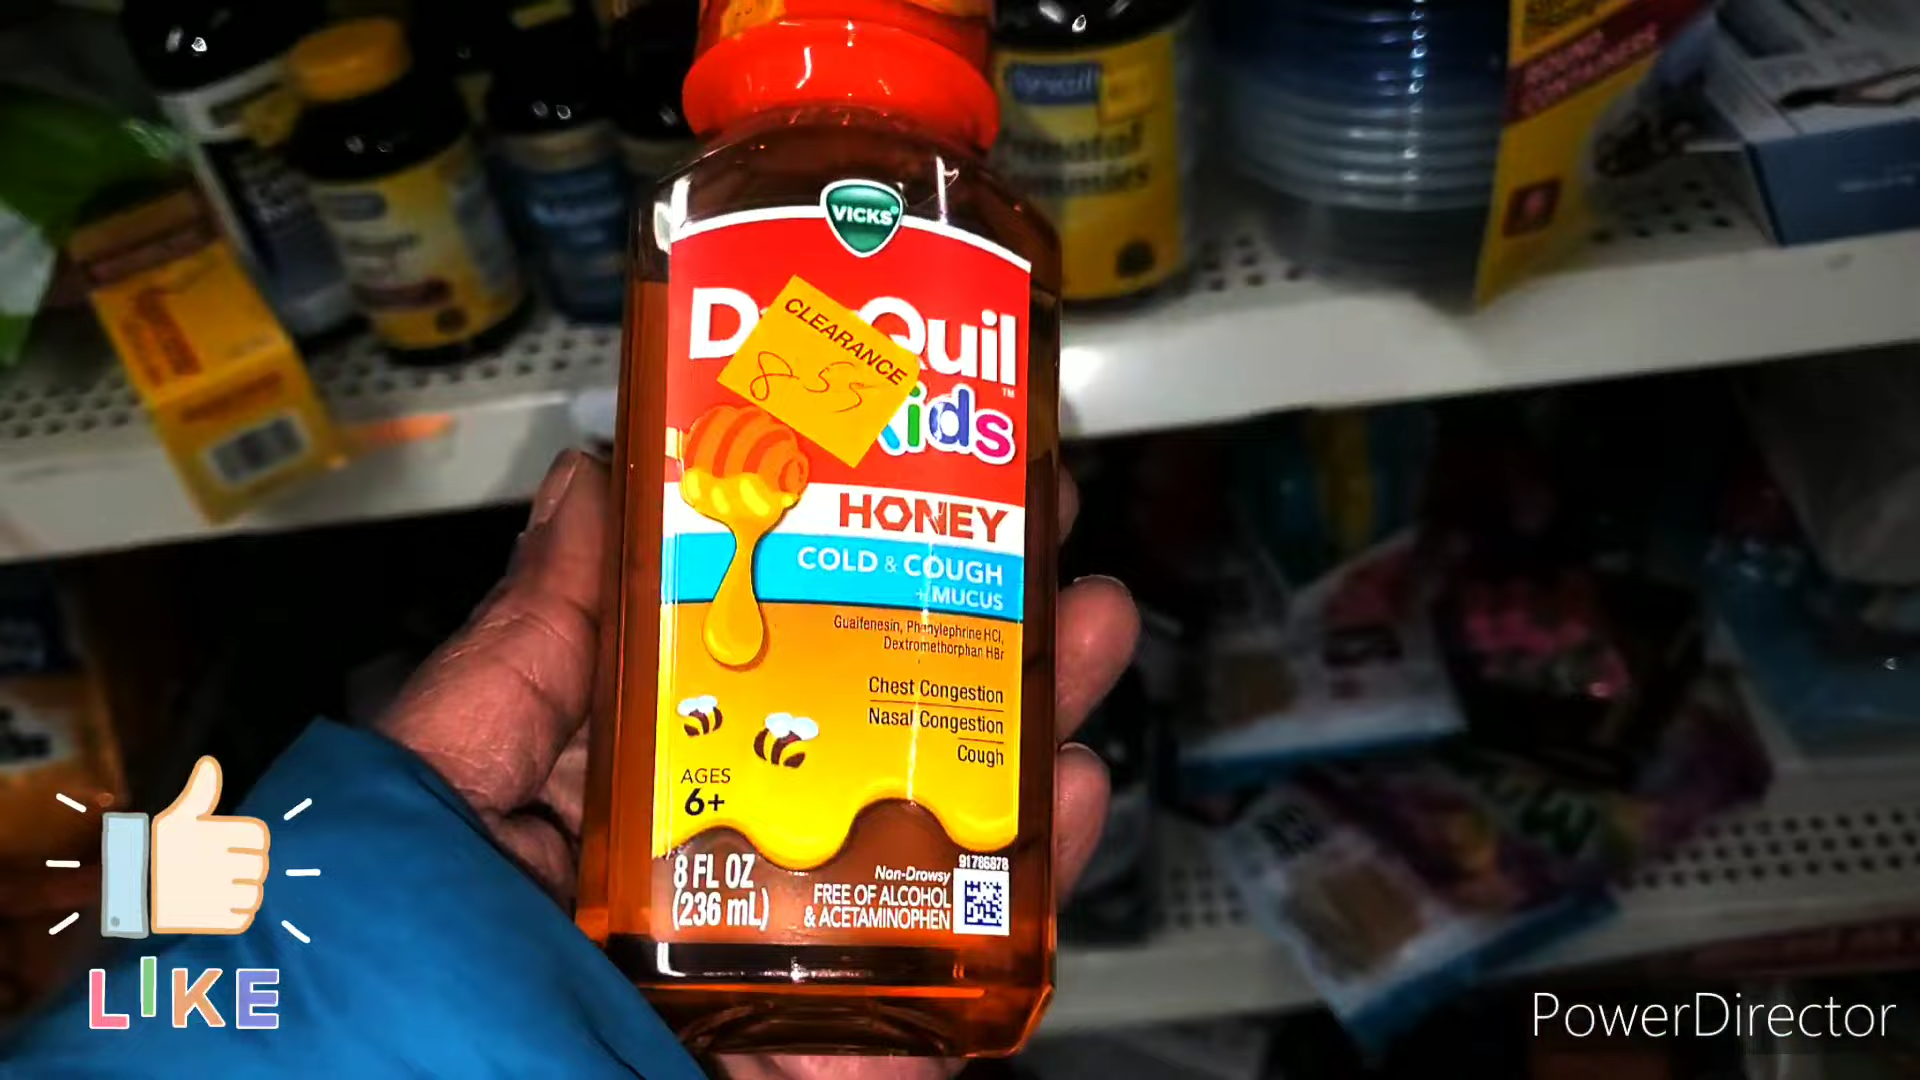 VICKS
D Quil
CLEARANCE
8.55
Kids
HONEY
COLD & COUGH
+ MUCUS
Guaifenesin, Phenylephrine HCl,
Dextromethorphan HBr
Chest Congestion
Nasal Congestion
Cough
AGES
6+
8 FL OZ
(236 mL)
Non-Drowsy
FREE OF ALCOHOL
& ACETAMINOPHEN
91786878
LIKE
PowerDirector